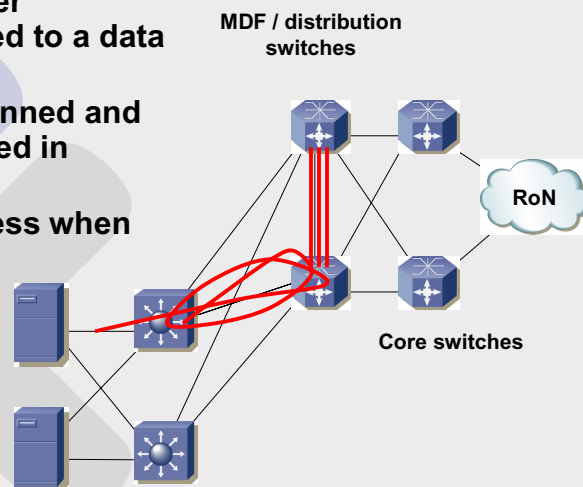 er
ed to a data
nned and
ed in
ess when
MDF / distribution
switches
RoN
Core switches